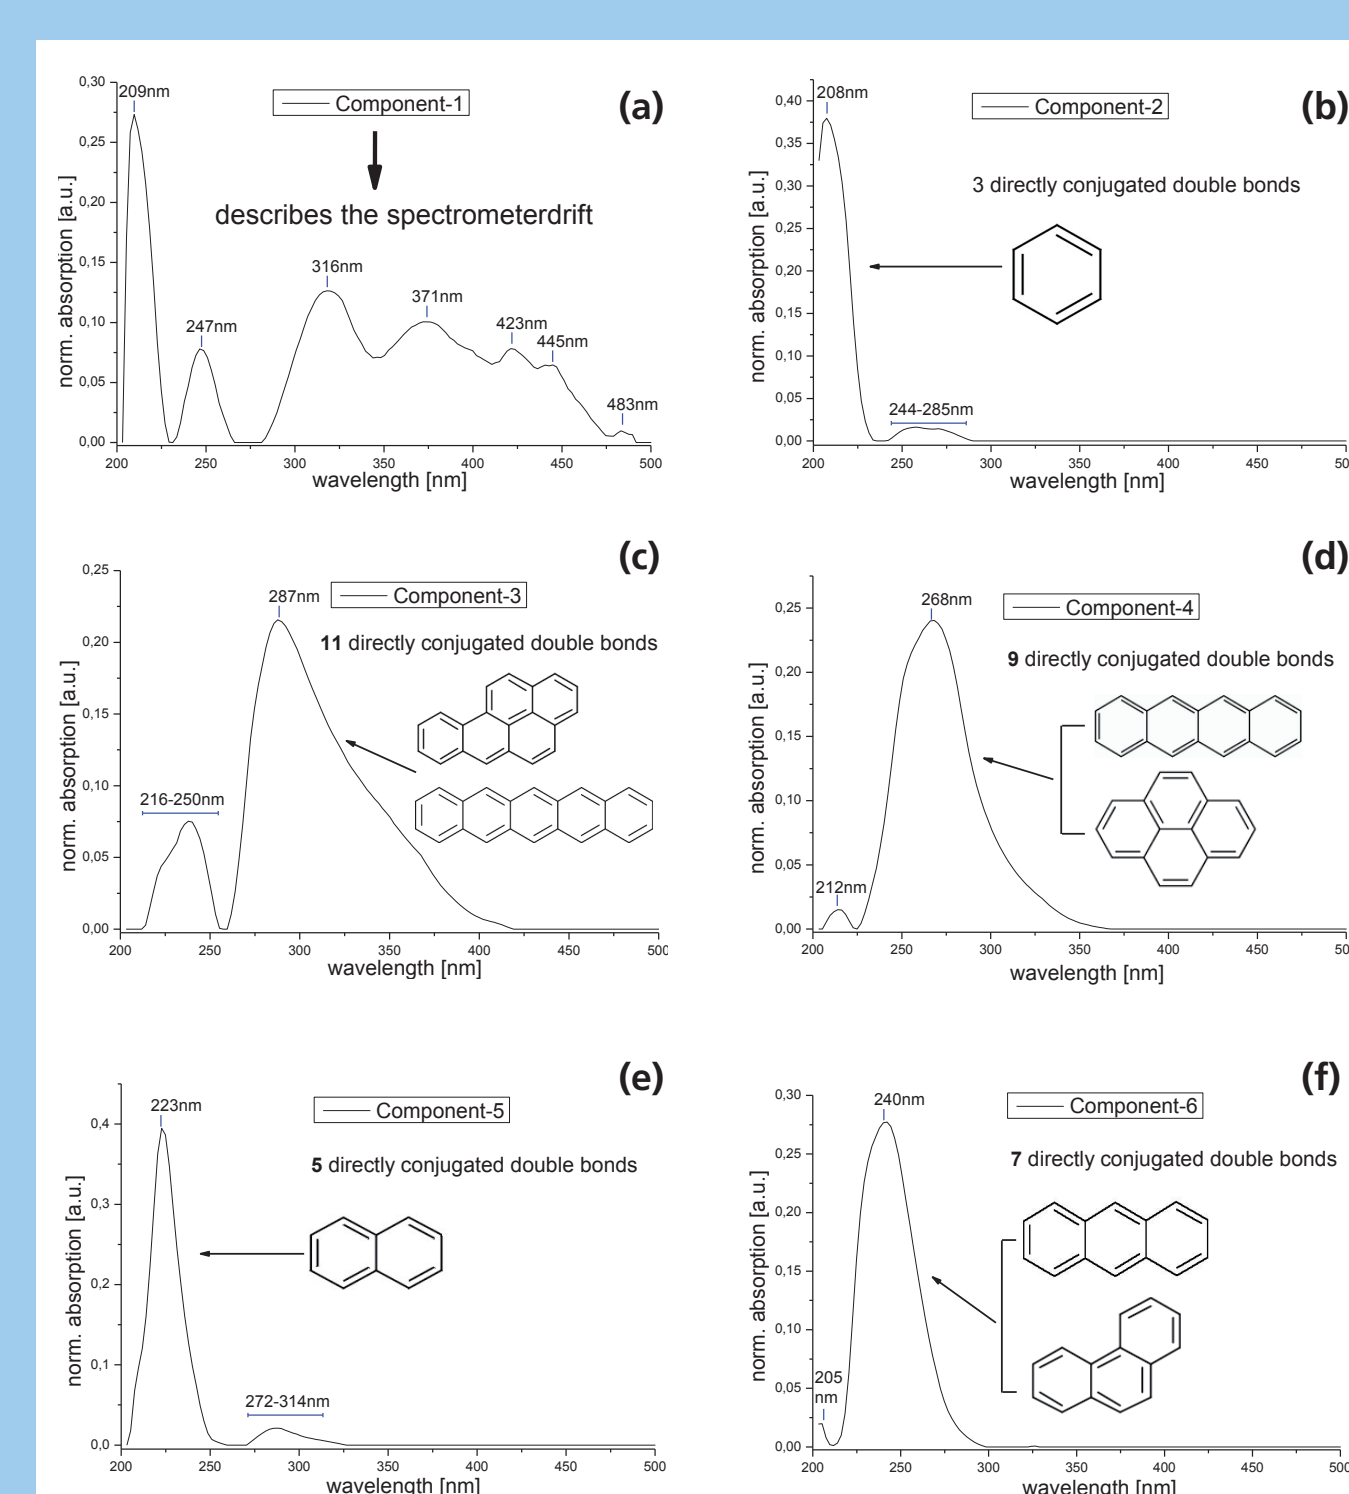 (a)
Component-1
describes the spectrometerdrift
209nm
247nm
316nm
371nm
423nm
445nm
483nm
norm. absorption [a.u.]
0,30
0,25
0,20
0,15
0,10
0,05
0,00
200 250 300 350 400 450 500
wavelength [nm]
(b)
Component-2
208nm
3 directly conjugated double bonds
244-285nm
norm. absorption [a.u.]
0,40
0,35
0,30
0,25
0,20
0,15
0,10
0,05
0,00
200 250 300 350 400 450 50
wavelength [nm]
(c)
Component-3
287nm
11 directly conjugated double bonds
216-250nm
norm. absorption [a.u.]
0,25
0,20
0,15
0,10
0,05
0,00
200 250 300 350 400 450 500
wavelength [nm]
(d)
Component-4
268nm
9 directly conjugated double bonds
212nm
norm. absorption [a.u.]
0,25
0,20
0,15
0,10
0,05
0,00
200 250 300 350 400 450 50
wavelength [nm]
(e)
Component-5
223nm
5 directly conjugated double bonds
272-314nm
norm. absorption [a.u.]
0,4
0,3
0,2
0,1
0,0
200 250 300 350 400 450 500
wavelength [nm]
(f)
Component-6
240nm
7 directly conjugated double bonds
205
nm
norm. absorption [a.u.]
0,30
0,25
0,20
0,15
0,10
0,05
0,00
200 250 300 350 400 450 500
wavelength [nm]